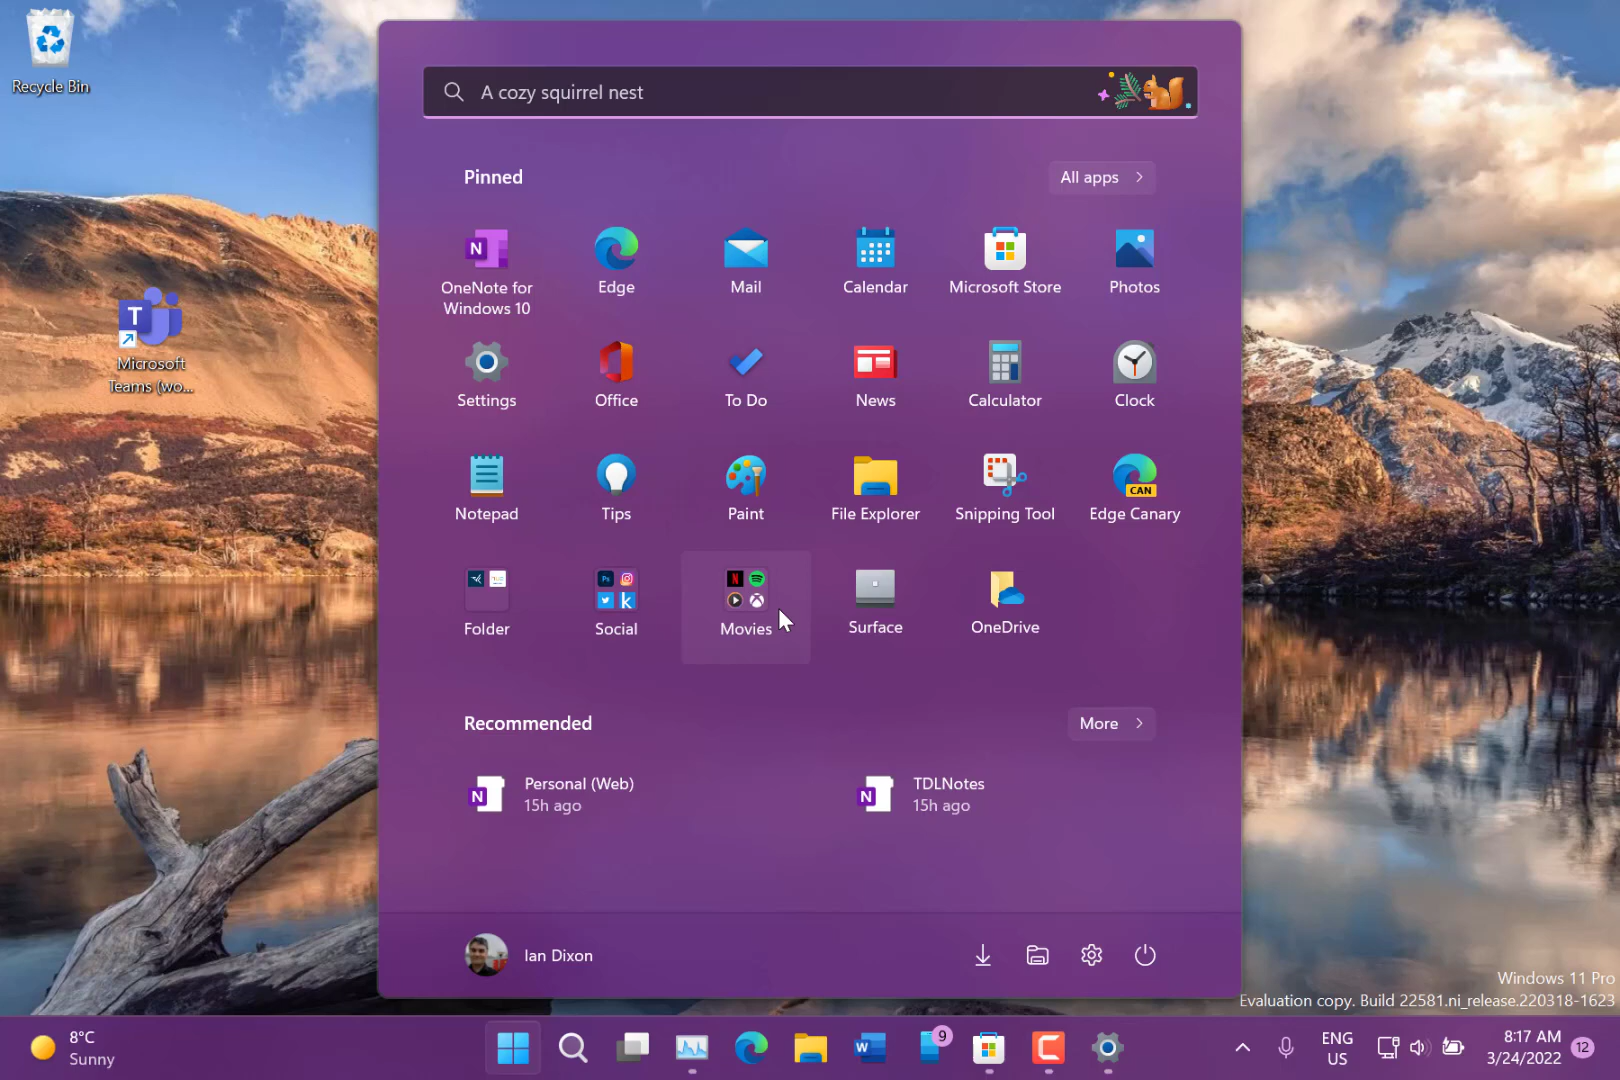 Recycle Bin
Microsoft
Teams (wo...
A cozy squirrel nest
Pinned
All apps
OneNote for
Windows 10
Edge
Mail
Calendar
Microsoft Store
Photos
Settings
Office
To Do
News
Calculator
Clock
Notepad
Tips
Paint
File Explorer
Snipping Tool
CAN
Edge Canary
Folder
Social
Movies
Surface
OneDrive
Recommended
More
Personal (Web)
15h ago
TDLNotes
15h ago
Ian Dixon
Windows 11 Pro
Evaluation copy. Build 22581.ni_release.220318-1623
8°C
Sunny
9
ENG
US
8:17 AM
3/24/2022
12